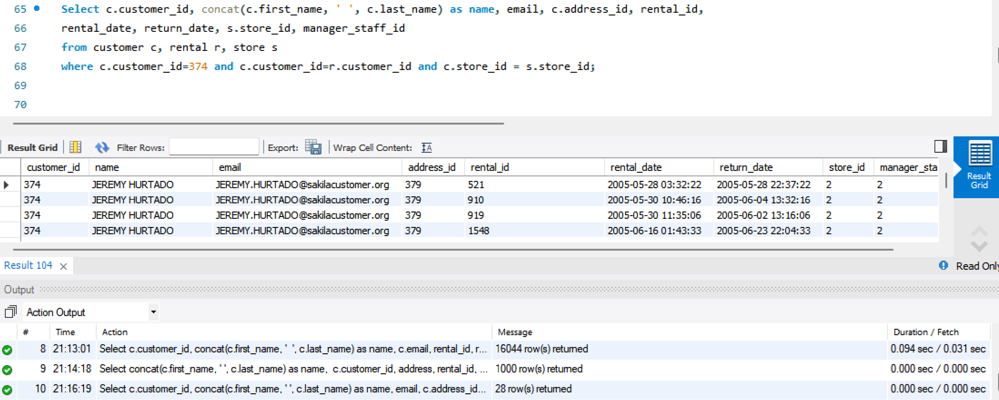 65 Select c.customer_id, concat(c.first_name, ' ', c.last_name) as name, email, c.address_id, rental_id,
66 rental_date, return_date, s.store_id, manager_staff_id
67 from customer c, rental r, store s
68 where c.customer_id=374 and c.customer_id=r.customer_id and c.store_id = s.store_id;
69
70
Result Grid Filter Rows: Export: Wrap Cell Content:
customer_id name email address_id rental_id rental_date return_date store_id manager_sta
374 JEREMY HURTADO JEREMY.HURTADO@sakilacustomer.org 379 521 2005-05-28 03:32:22 2005-05-28 22:37:22 2 2
374 JEREMY HURTADO JEREMY.HURTADO@sakilacustomer.org 379 910 2005-05-30 10:46:16 2005-06-04 13:32:16 2 2
374 JEREMY HURTADO JEREMY.HURTADO@sakilacustomer.org 379 919 2005-05-30 11:35:06 2005-06-02 13:16:06 2 2
374 JEREMY HURTADO JEREMY.HURTADO@sakilacustomer.org 379 1548 2005-06-16 01:43:33 2005-06-23 22:04:33 2 2
Result
Grid
Result 104 Read Only
Output
Action Output
# Time Action Message Duration / Fetch
8 21:13:01 Select c.customer_id, concat(c.first_name, ' ', c.last_name) as name, c.email, rental_id, r... 16044 row(s) returned 0.094 sec / 0.031 sec
9 21:14:18 Select concat(c.first_name, ' ', c.last_name) as name, c.customer_id, address, rental_id, ... 1000 row(s) returned 0.000 sec / 0.000 sec
10 21:16:19 Select c.customer_id, concat(c.first_name, ' ', c.last_name) as name, email, c.address_id... 28 row(s) returned 0.000 sec / 0.000 sec